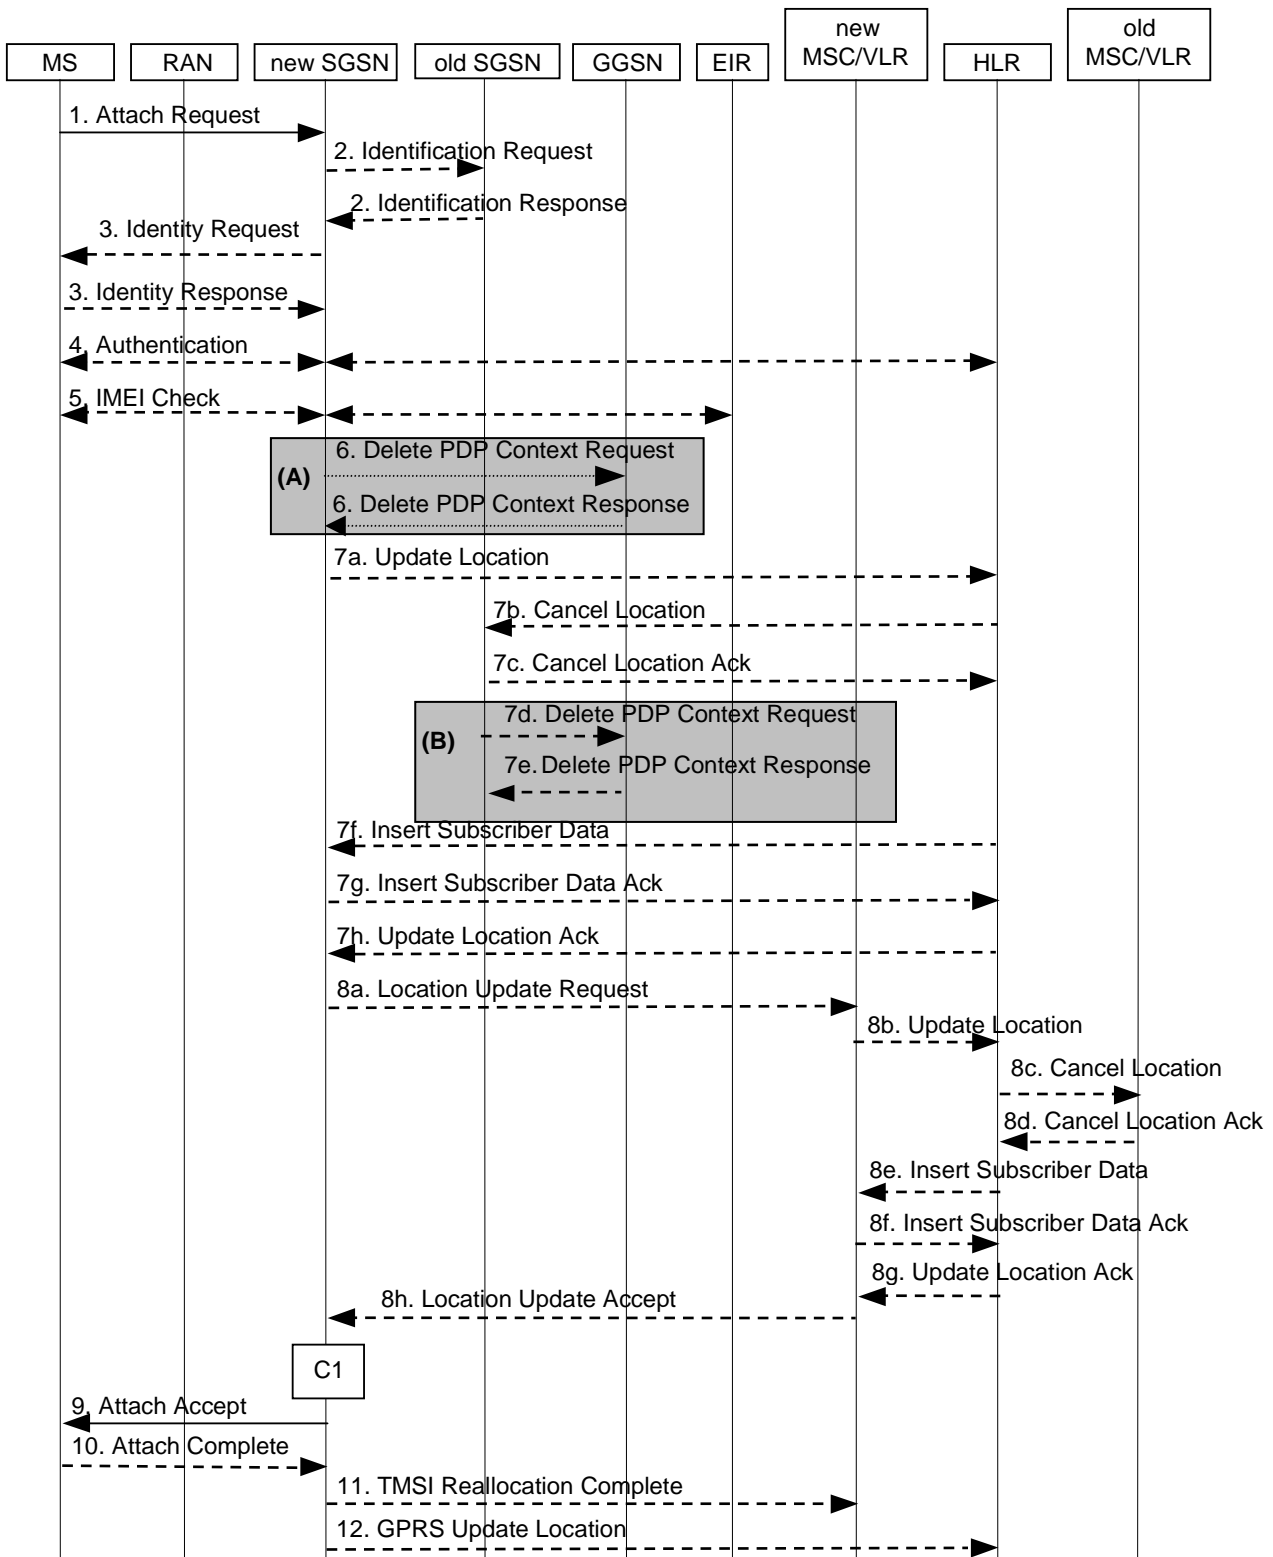 new
MSC/VLR
old
MSC/VLR
MS
RAN
new SGSN
old SGSN
GGSN
EIR
HLR
1. Attach Request
2. Identification Request
2. Identification Response
3. Identity Request
3. Identity Response
4. Authentication
5. IMEI Check
(A)
6. Delete PDP Context Request
6. Delete PDP Context Response
7a. Update Location
7b. Cancel Location
7c. Cancel Location Ack
(B)
7d. Delete PDP Context Request
7e. Delete PDP Context Response
7f. Insert Subscriber Data
7g. Insert Subscriber Data Ack
7h. Update Location Ack
8a. Location Update Request
8b. Update Location
8c. Cancel Location
8d. Cancel Location Ack
8e. Insert Subscriber Data
8f. Insert Subscriber Data Ack
8g. Update Location Ack
8h. Location Update Accept
C1
9. Attach Accept
10. Attach Complete
11. TMSI Reallocation Complete
12. GPRS Update Location